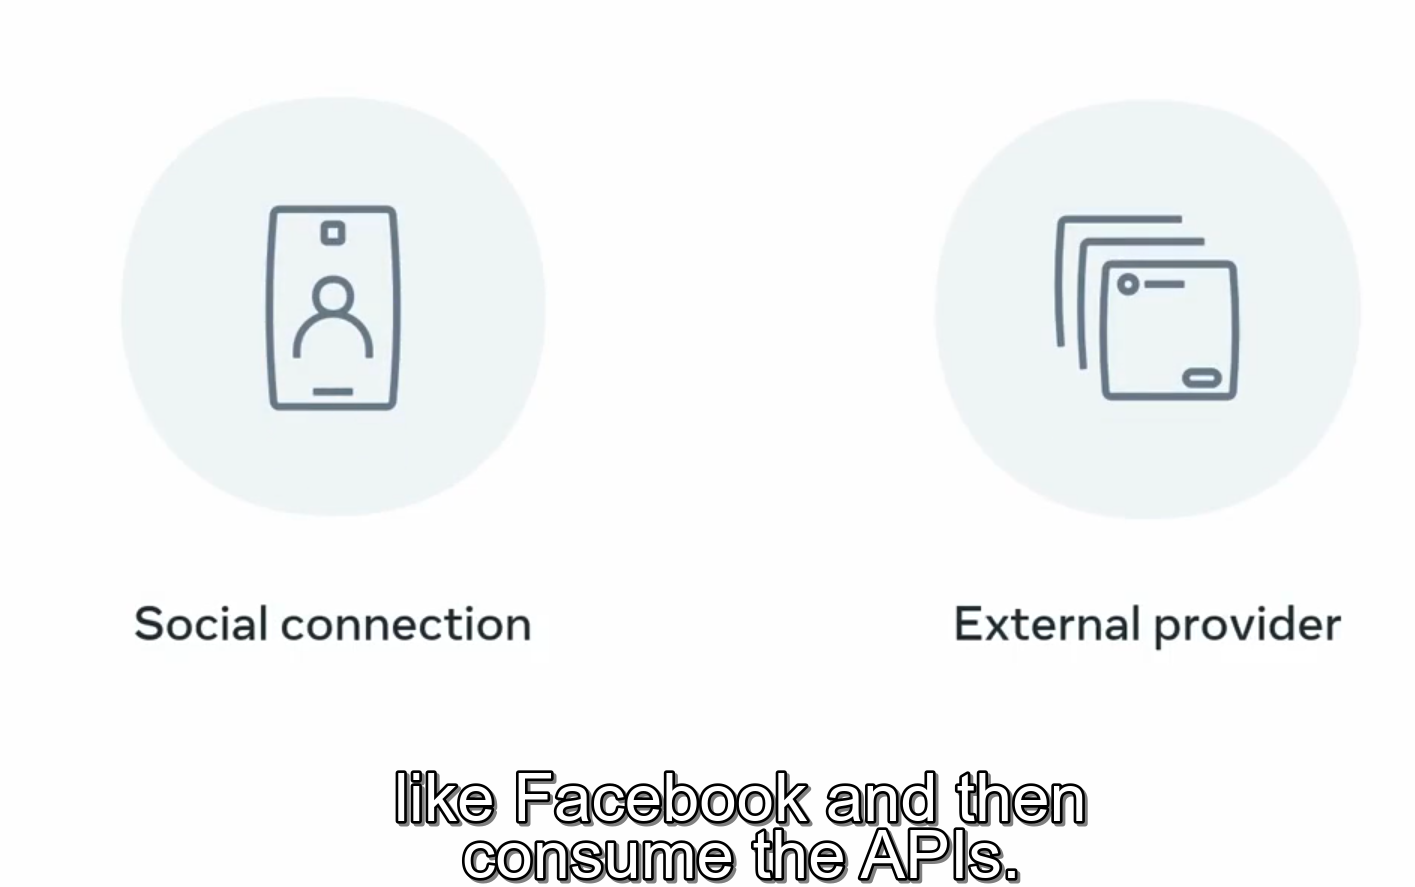 Social connection
External provider
like Facebook and then
consume the APIs.